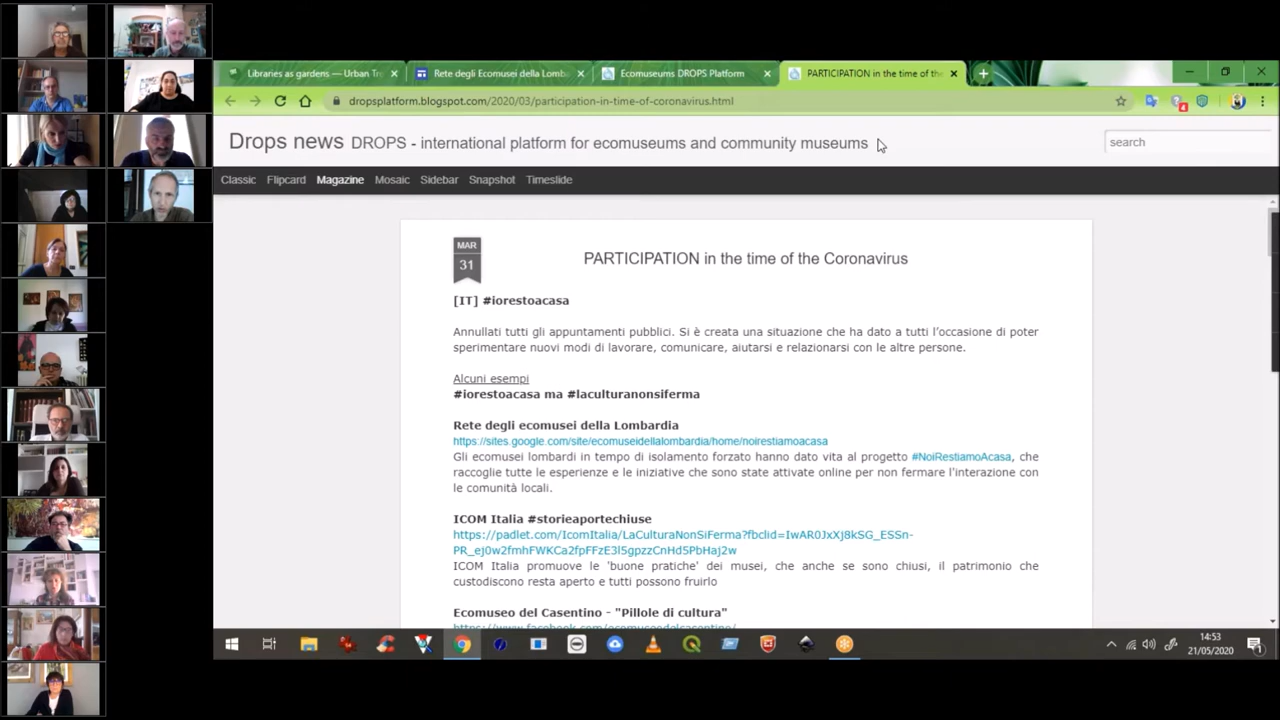 Libraries as gardens — Urban Tr
Rete degli Ecomusei della Lomb
Ecomuseums DROPS Platform
PARTICIPATION in the time of the
dropsplatform.blogspot.com/2020/03/participation-in-time-of-coronavirus.html
Drops news DROPS - international platform for ecomuseums and community museums
search
Classic Flipcard Magazine Mosaic Sidebar Snapshot Timeslide
MAR
31
PARTICIPATION in the time of the Coronavirus
[IT] #iorestoacasa
Annullati tutti gli appuntamenti pubblici. Si è creata una situazione che ha dato a tutti l'occasione di poter
sperimentare nuovi modi di lavorare, comunicare, aiutarsi e relazionarsi con le altre persone.
Alcuni esempi
#iorestoacasa ma #laculturanonsiferma
Rete degli ecomusei della Lombardia
https://sites.google.com/site/ecomuseidellalombardia/home/noirestiamoacasa
Gli ecomusei lombardi in tempo di isolamento forzato hanno dato vita al progetto #NoiRestiamoAcasa, che
raccoglie tutte le esperienze e le iniziative che sono state attivate online per non fermare l'interazione con
le comunità locali.
ICOM Italia #storieaportechiuse
https://padlet.com/IcomItalia/LaCulturaNonSiFerma?fbclid=IwAR0JxXj8kSG_ESSn-
PR_ej0w2fmhFWKCa2fpFFzE3l5gpzzCnHd5PbHaj2w
ICOM Italia promuove le 'buone pratiche' dei musei, che anche se sono chiusi, il patrimonio che
custodiscono resta aperto e tutti possono fruirlo
Ecomuseo del Casentino - "Pillole di cultura"
https://www.facebook.com/ecomuseodelcasentino/
14:53
21/05/2020